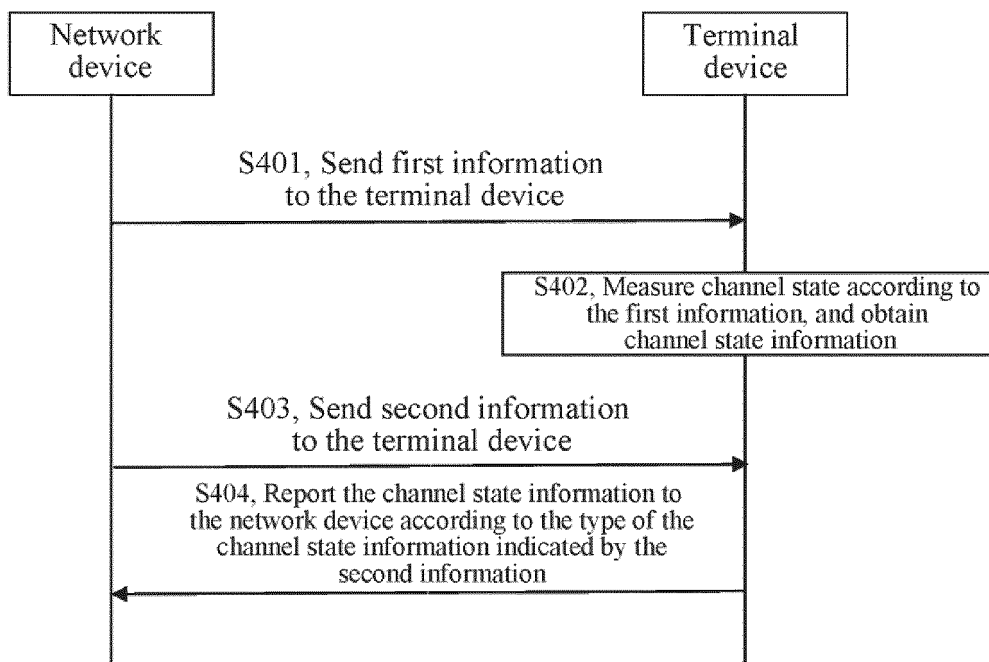 Network
device
Terminal
device
S401, Send first information
to the terminal device
S402, Measure channel state according to
the first information, and obtain
channel state information
S403, Send second information
to the terminal device
S404, Report the channel state information to
the network device according to the type of the
channel state information indicated by the
second information